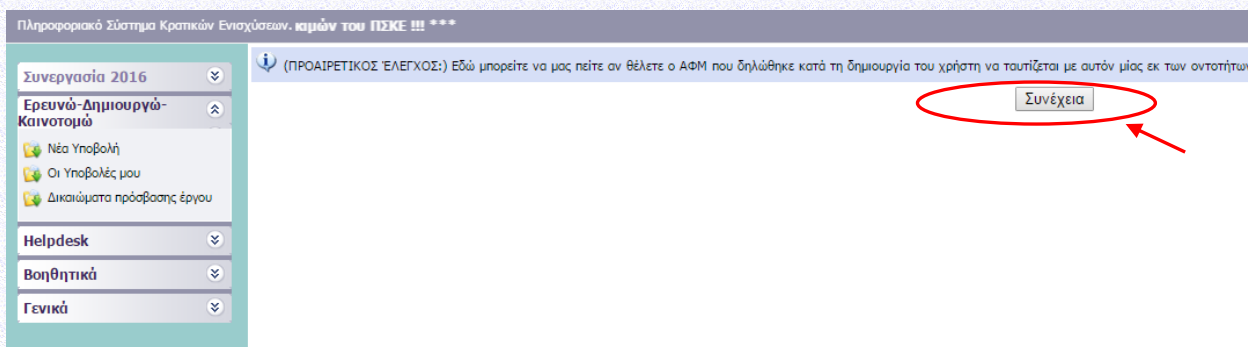 Πληροφοριακό Σύστημα Κρατικών Ενισχύσεων. κιμών του ΠΣΚΕ !!! ***
Συνεργασία 2016
Ερευνώ-Δημιουργώ-
Καινοτομώ
Νέα Υποβολή
Οι Υποβολές μου
Δικαιώματα πρόσβασης έργου
Helpdesk
Βοηθητικά
Γενικά
(ΠΡΟΑΙΡΕΤΙΚΟΣ ΈΛΕΓΧΟΣ:) Εδώ μπορείτε να μας πείτε αν θέλετε ο ΑΦΜ που δηλώθηκε κατά τη δημιουργία του χρήστη να ταυτίζεται με αυτόν μίας εκ των οντοτήτων
Συνέχεια